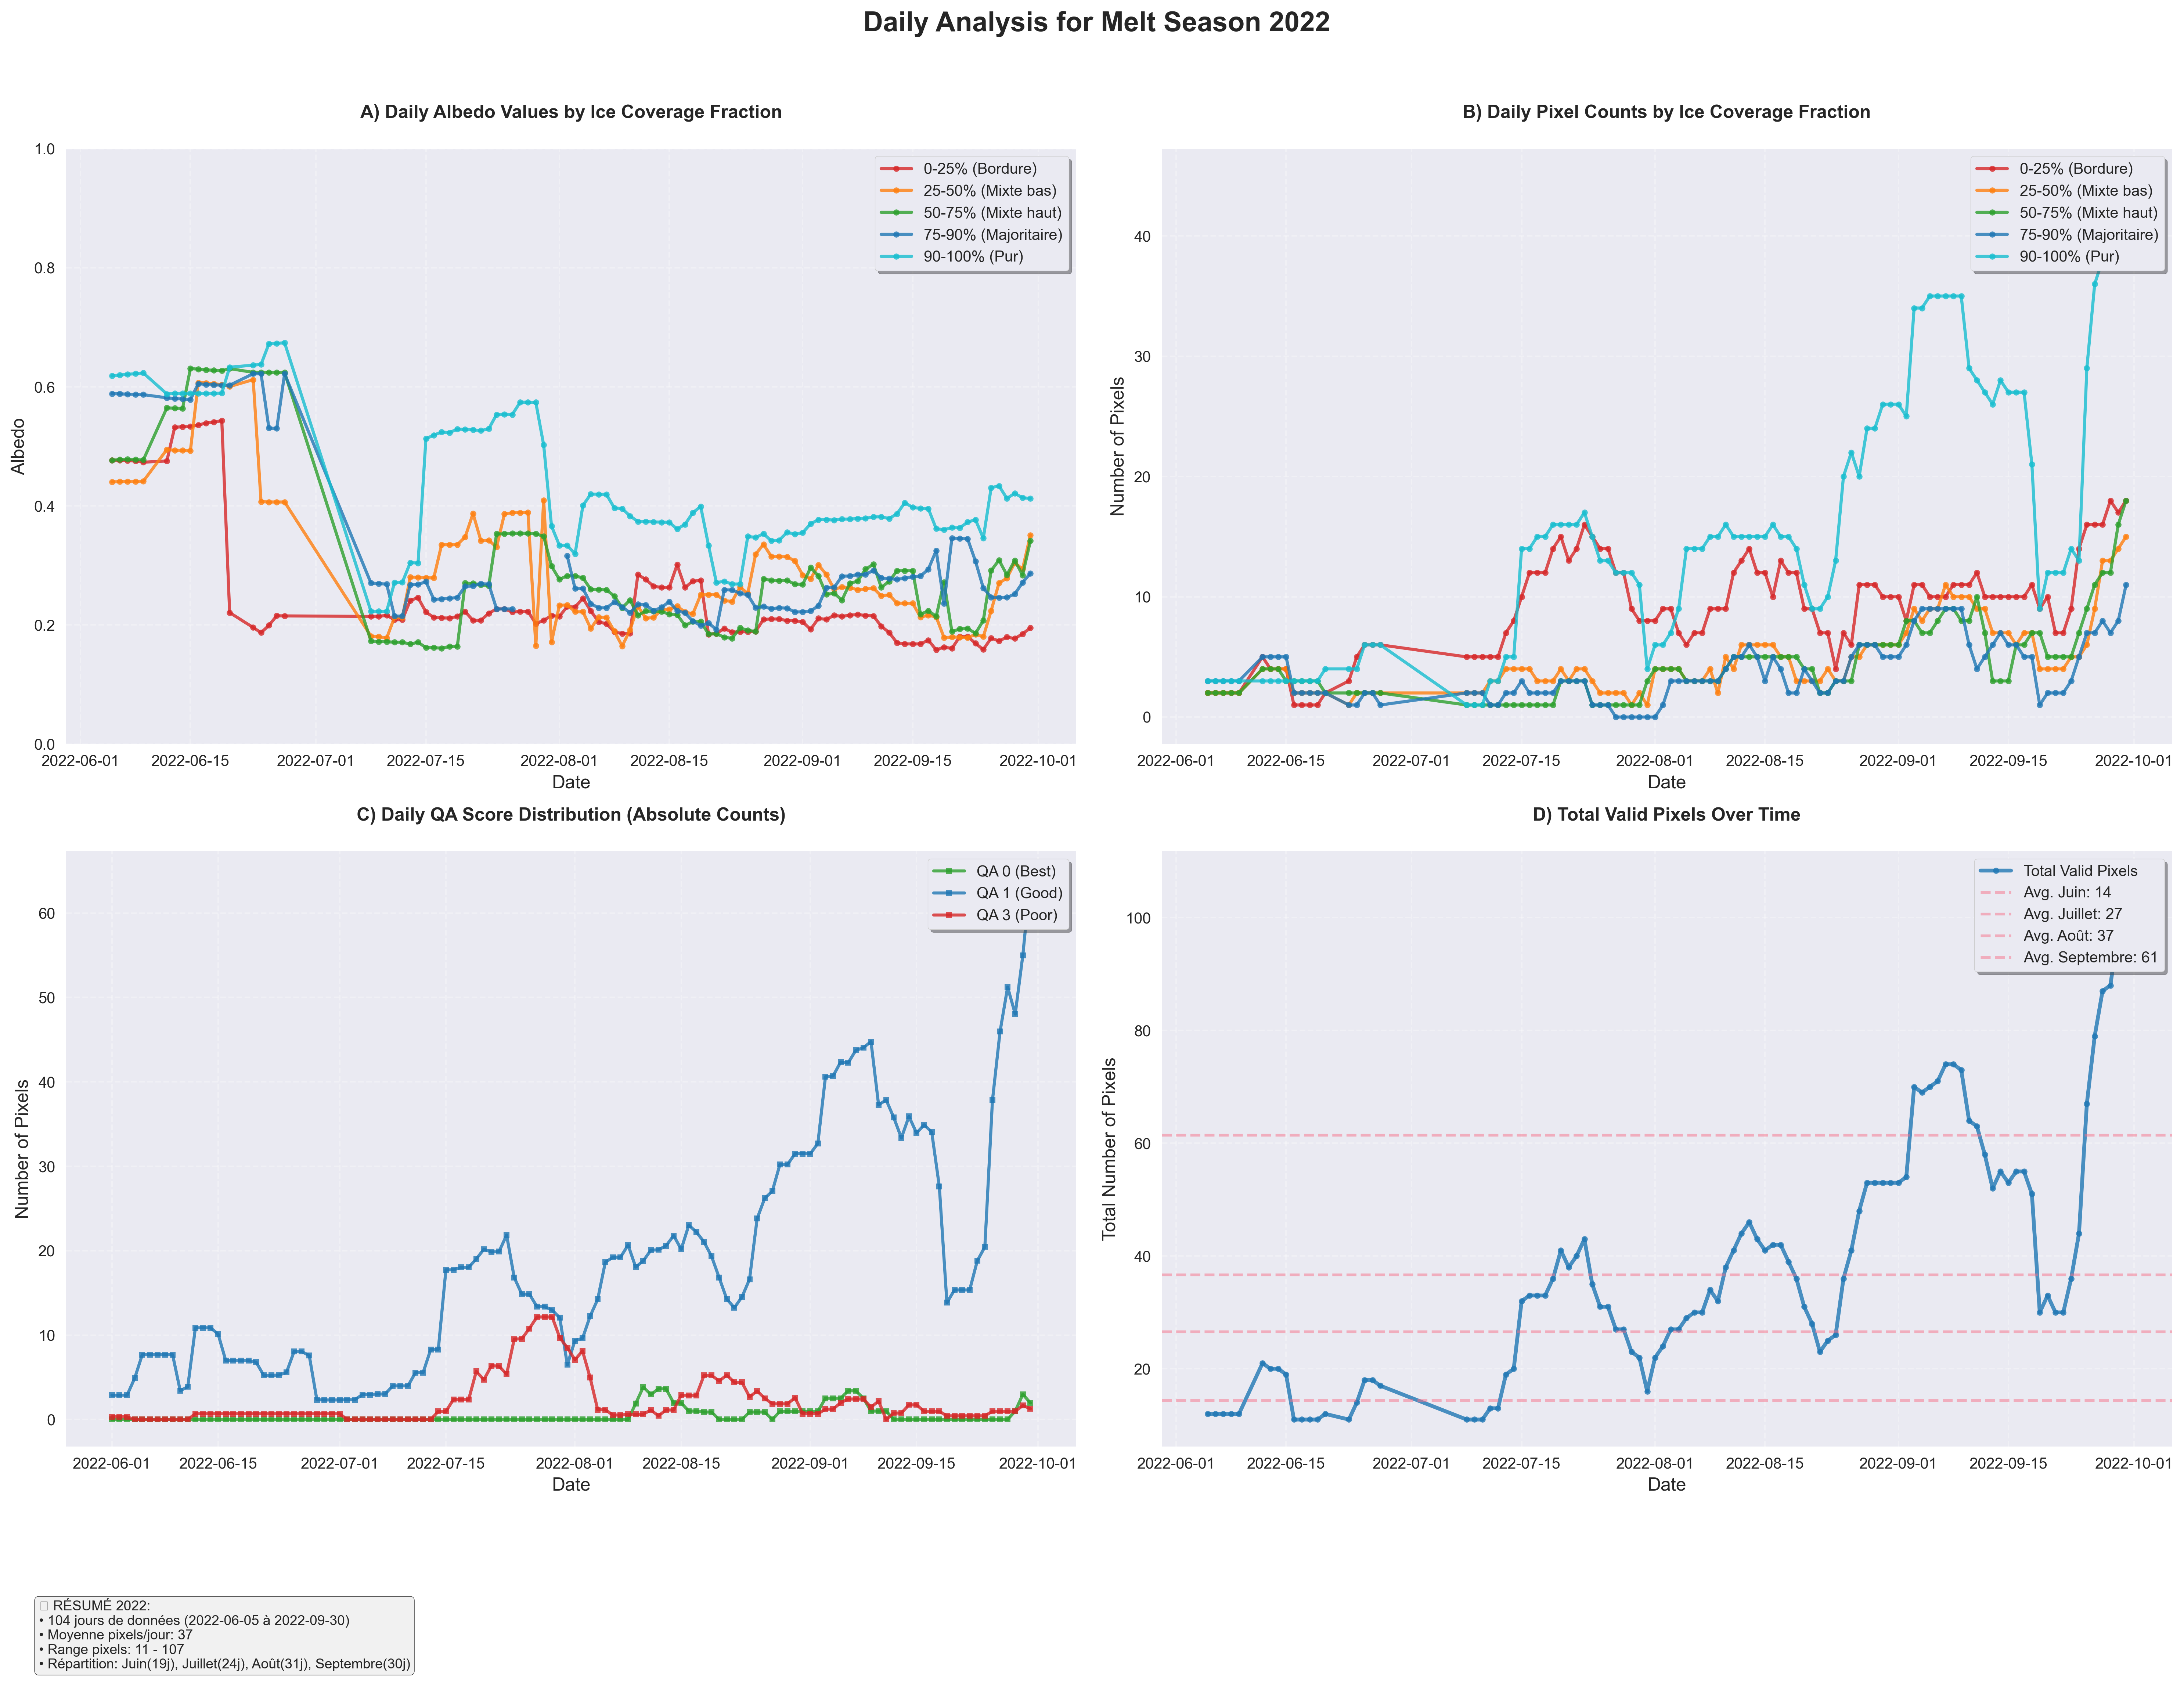 Daily Analysis for Melt Season 2022
A) Daily Albedo Values by Ice Coverage Fraction
Albedo
1.0
0.8
0.6
0.4
0.2
0.0
0-25% (Bordure)
25-50% (Mixte bas)
50-75% (Mixte haut)
75-90% (Majoritaire)
90-100% (Pur)
2022-06-01 2022-06-15 2022-07-01 2022-07-15 2022-08-01 2022-08-15 2022-09-01 2022-09-15 2022-10-01
Date
B) Daily Pixel Counts by Ice Coverage Fraction
Number of Pixels
40
30
20
10
0
0-25% (Bordure)
25-50% (Mixte bas)
50-75% (Mixte haut)
75-90% (Majoritaire)
90-100% (Pur)
2022-06-01 2022-06-15 2022-07-01 2022-07-15 2022-08-01 2022-08-15 2022-09-01 2022-09-15 2022-10-01
Date
C) Daily QA Score Distribution (Absolute Counts)
Number of Pixels
60
50
40
30
20
10
0
QA 0 (Best)
QA 1 (Good)
QA 3 (Poor)
2022-06-01 2022-06-15 2022-07-01 2022-07-15 2022-08-01 2022-08-15 2022-09-01 2022-09-15 2022-10-01
Date
D) Total Valid Pixels Over Time
Total Number of Pixels
100
80
60
40
20
Total Valid Pixels
Avg. Juin: 14
Avg. Juillet: 27
Avg. Août: 37
Avg. Septembre: 61
2022-06-01 2022-06-15 2022-07-01 2022-07-15 2022-08-01 2022-08-15 2022-09-01 2022-09-15 2022-10-01
Date
RÉSUMÉ 2022:
• 104 jours de données (2022-06-05 à 2022-09-30)
• Moyenne pixels/jour: 37
• Range pixels: 11 - 107
• Répartition: Juin(19j), Juillet(24j), Août(31j), Septembre(30j)